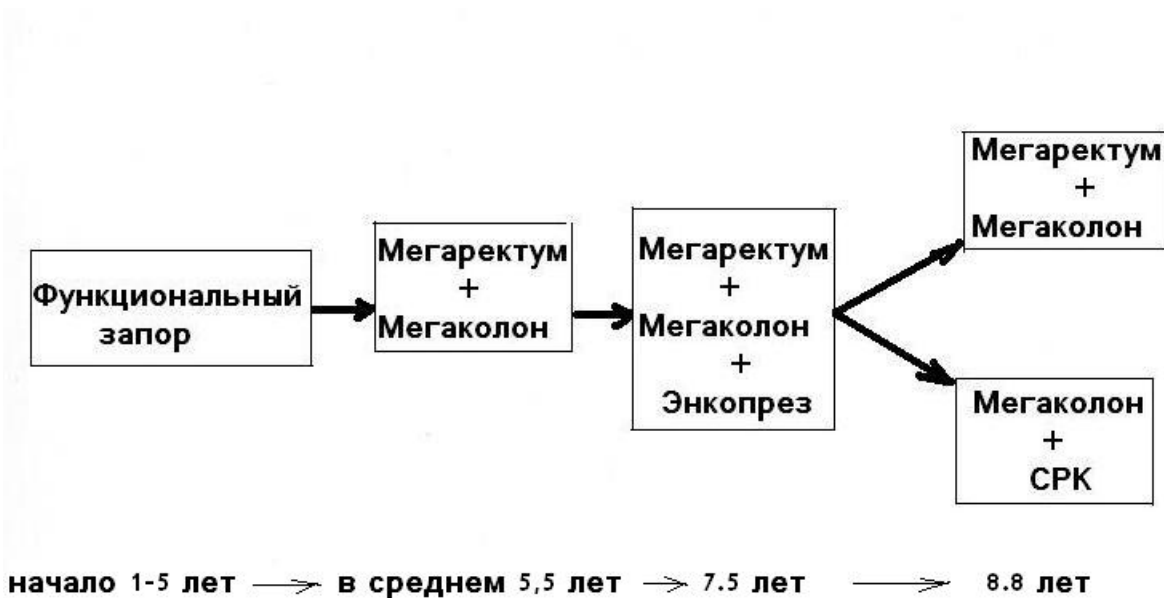 Функциональный
запор
Мегаректум
+
Мегаколон
Мегаректум
+
Мегаколон
+
Энкопрез
Мегаректум
+
Мегаколон
Мегаколон
+
СРК
начало 1-5 лет в среднем 5,5 лет 7.5 лет 8.8 лет